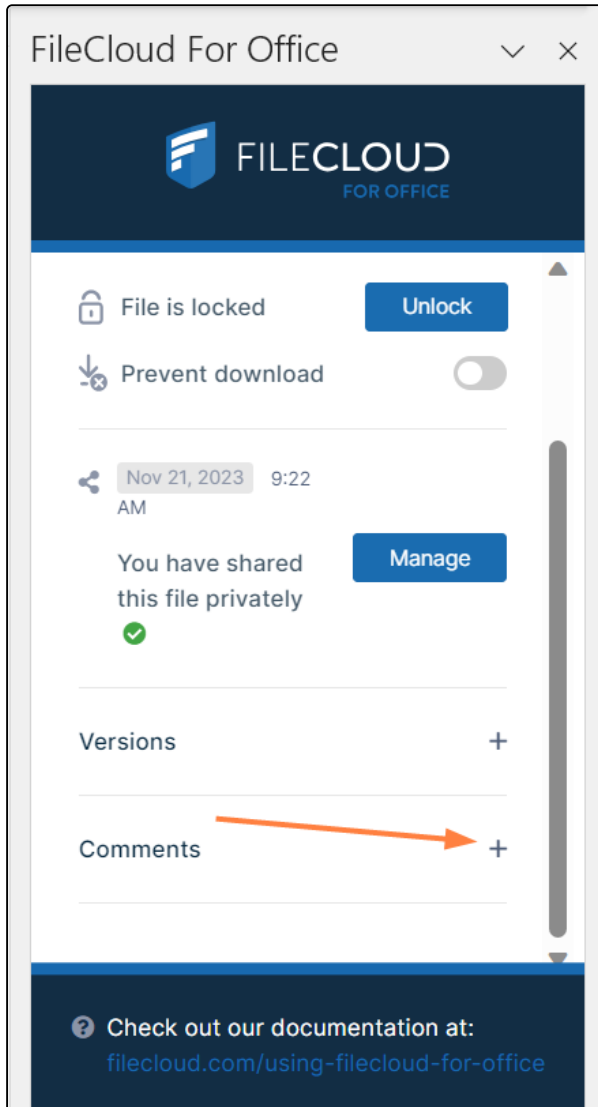 FileCloud For Office
FILECLOUD
FOR OFFICE
File is locked
Unlock
Prevent download
Nov 21, 2023 9:22
AM
You have shared
this file privately
Manage
Versions +
Comments +
Check out our documentation at:
filecloud.com/using-filecloud-for-office